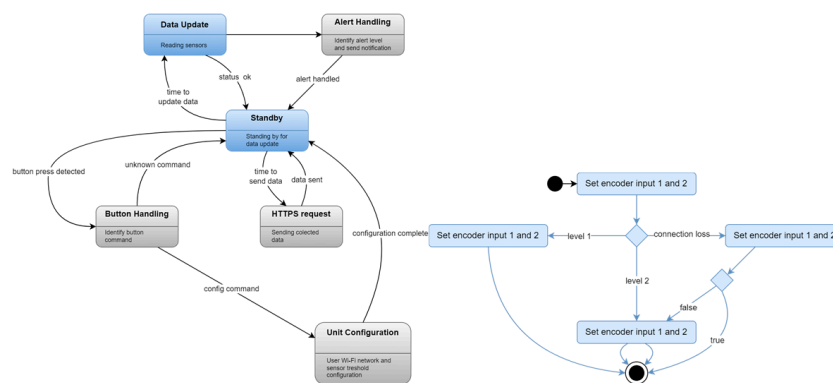 Data Update
Reading sensors
Alert Handling
Identify alert level
and send notification
status ok
alert handled
time to
update data
Standby
Standing by for
data update
button press detected
unknown command
time to
send data
data sent
Button Handling
Identify button
command
HTTPS request
Sending colected
data
configuration complete
config command
Unit Configuration
User Wi-Fi network and
sensor treshold
configuration
Set encoder input 1 and 2
Set encoder input 1 and 2
level 1
connection loss
Set encoder input 1 and 2
level 2
false
Set encoder input 1 and 2
true